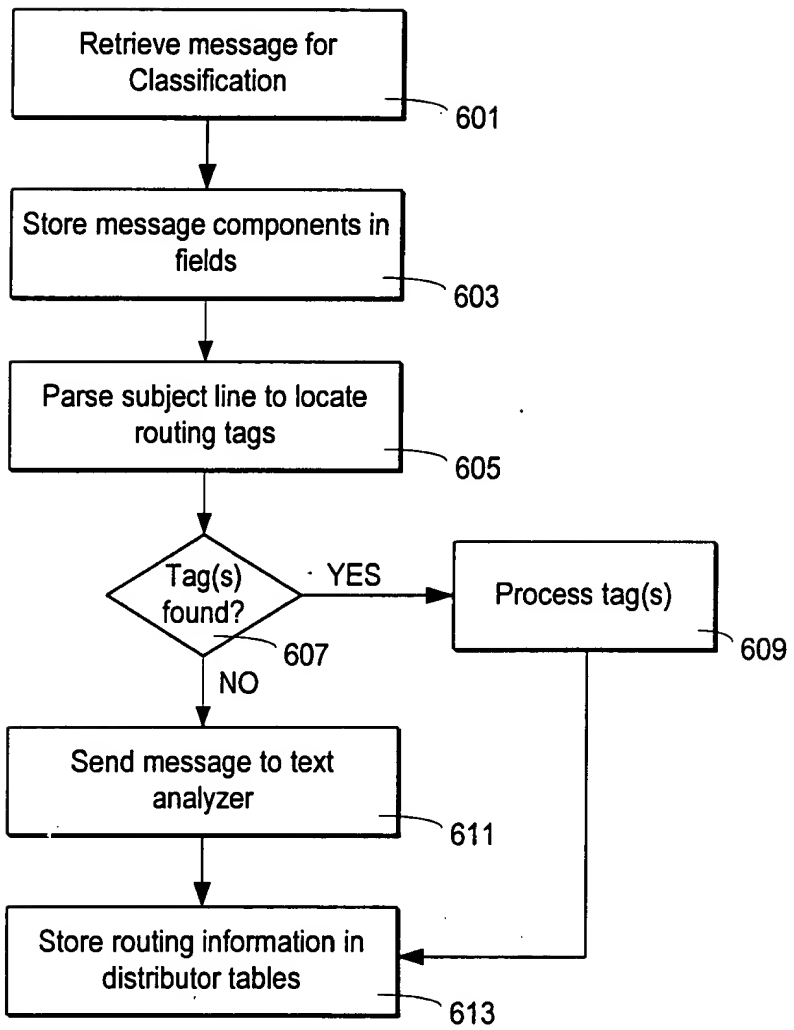 Retrieve message for
Classification
601
Store message components in
fields
603
Parse subject line to locate
routing tags
605
Tag(s)
found?
607
YES
Process tag(s)
609
NO
Send message to text
analyzer
611
Store routing information in
distributor tables
613